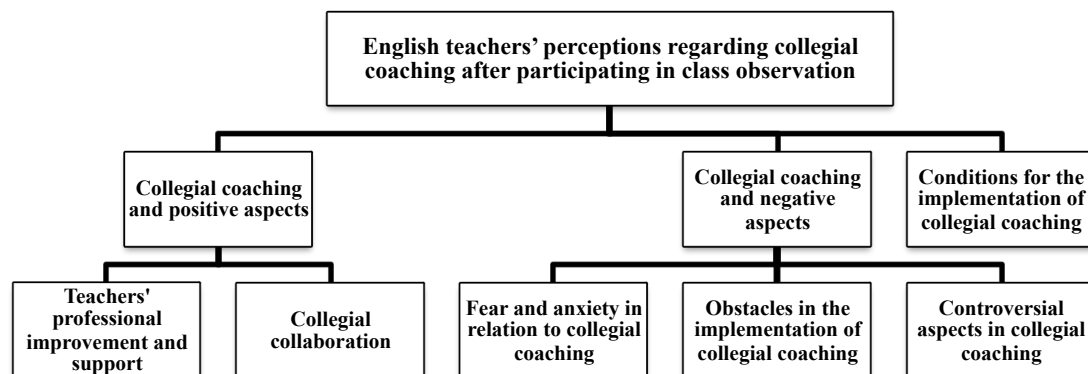 English teachers’ perceptions regarding collegial
coaching after participating in class observation
Collegial coaching
and positive aspects
Collegial coaching
and negative
aspects
Conditions for the
implementation of
collegial coaching
Teachers'
professional
improvement and
support
Collegial
collaboration
Fear and anxiety in
relation to collegial
coaching
Obstacles in the
implementation of
collegial coaching
Controversial
aspects in collegial
coaching